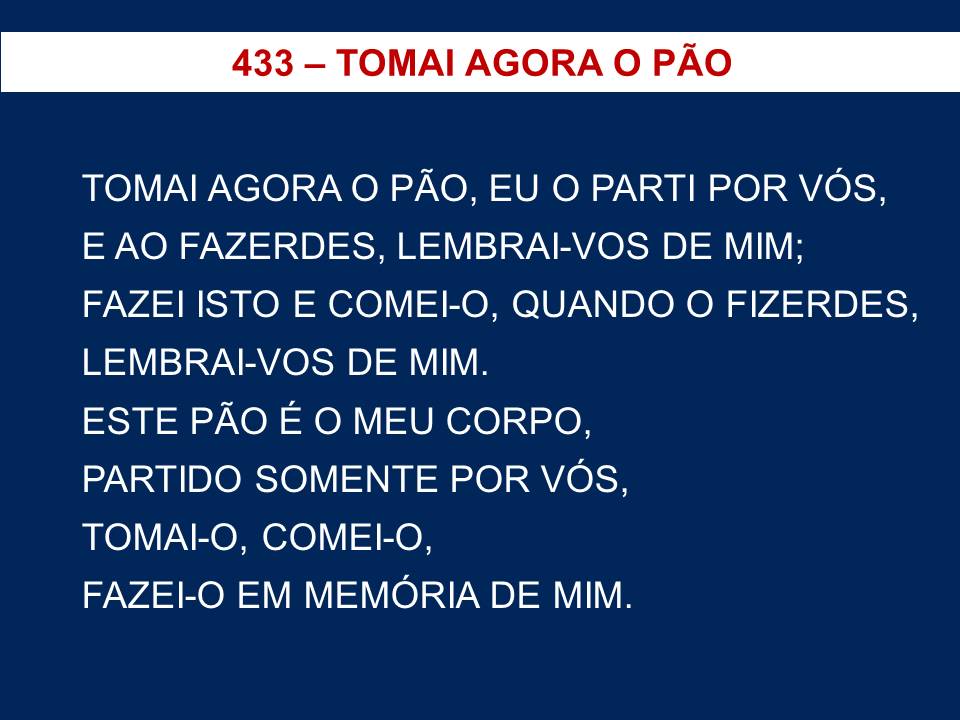 433 – TOMAI AGORA O PÃO
TOMAI AGORA O PÃO, EU O PARTI POR VÓS,
E AO FAZERDES, LEMBRAI-VOS DE MIM;
FAZEI ISTO E COMEI-O, QUANDO O FIZERDES,
LEMBRAI-VOS DE MIM.
ESTE PÃO É O MEU CORPO,
PARTIDO SOMENTE POR VÓS,
TOMAI-O, COMEI-O,
FAZEI-O EM MEMÓRIA DE MIM.